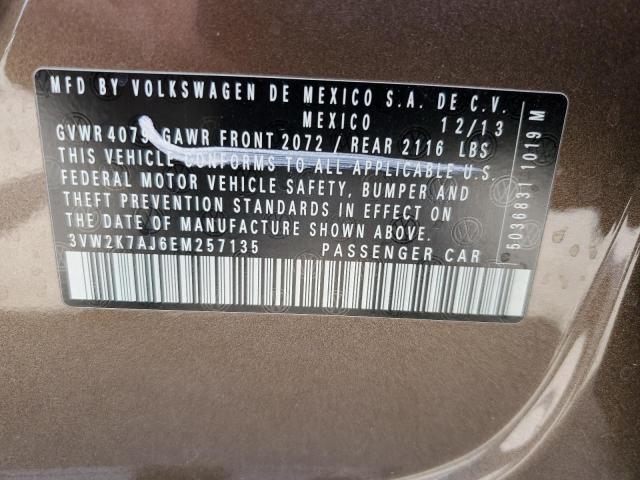 MFD BY VOLKSWAGEN DE MEXICO S.A. DE C.V.
MEXICO 12/13
GVWR 4079 GAWR FRONT 2072 / REAR 2116 LBS
THIS VEHICLE CONFORMS TO ALL APPLICABLE U.S.
FEDERAL MOTOR VEHICLE SAFETY, BUMPER AND
THEFT PREVENTION STANDARDS IN EFFECT ON
THE DATE OF MANUFACTURE SHOWN ABOVE.
3VW2K7AJ6EM257135 PASSENGER CAR
5036831 1019 M